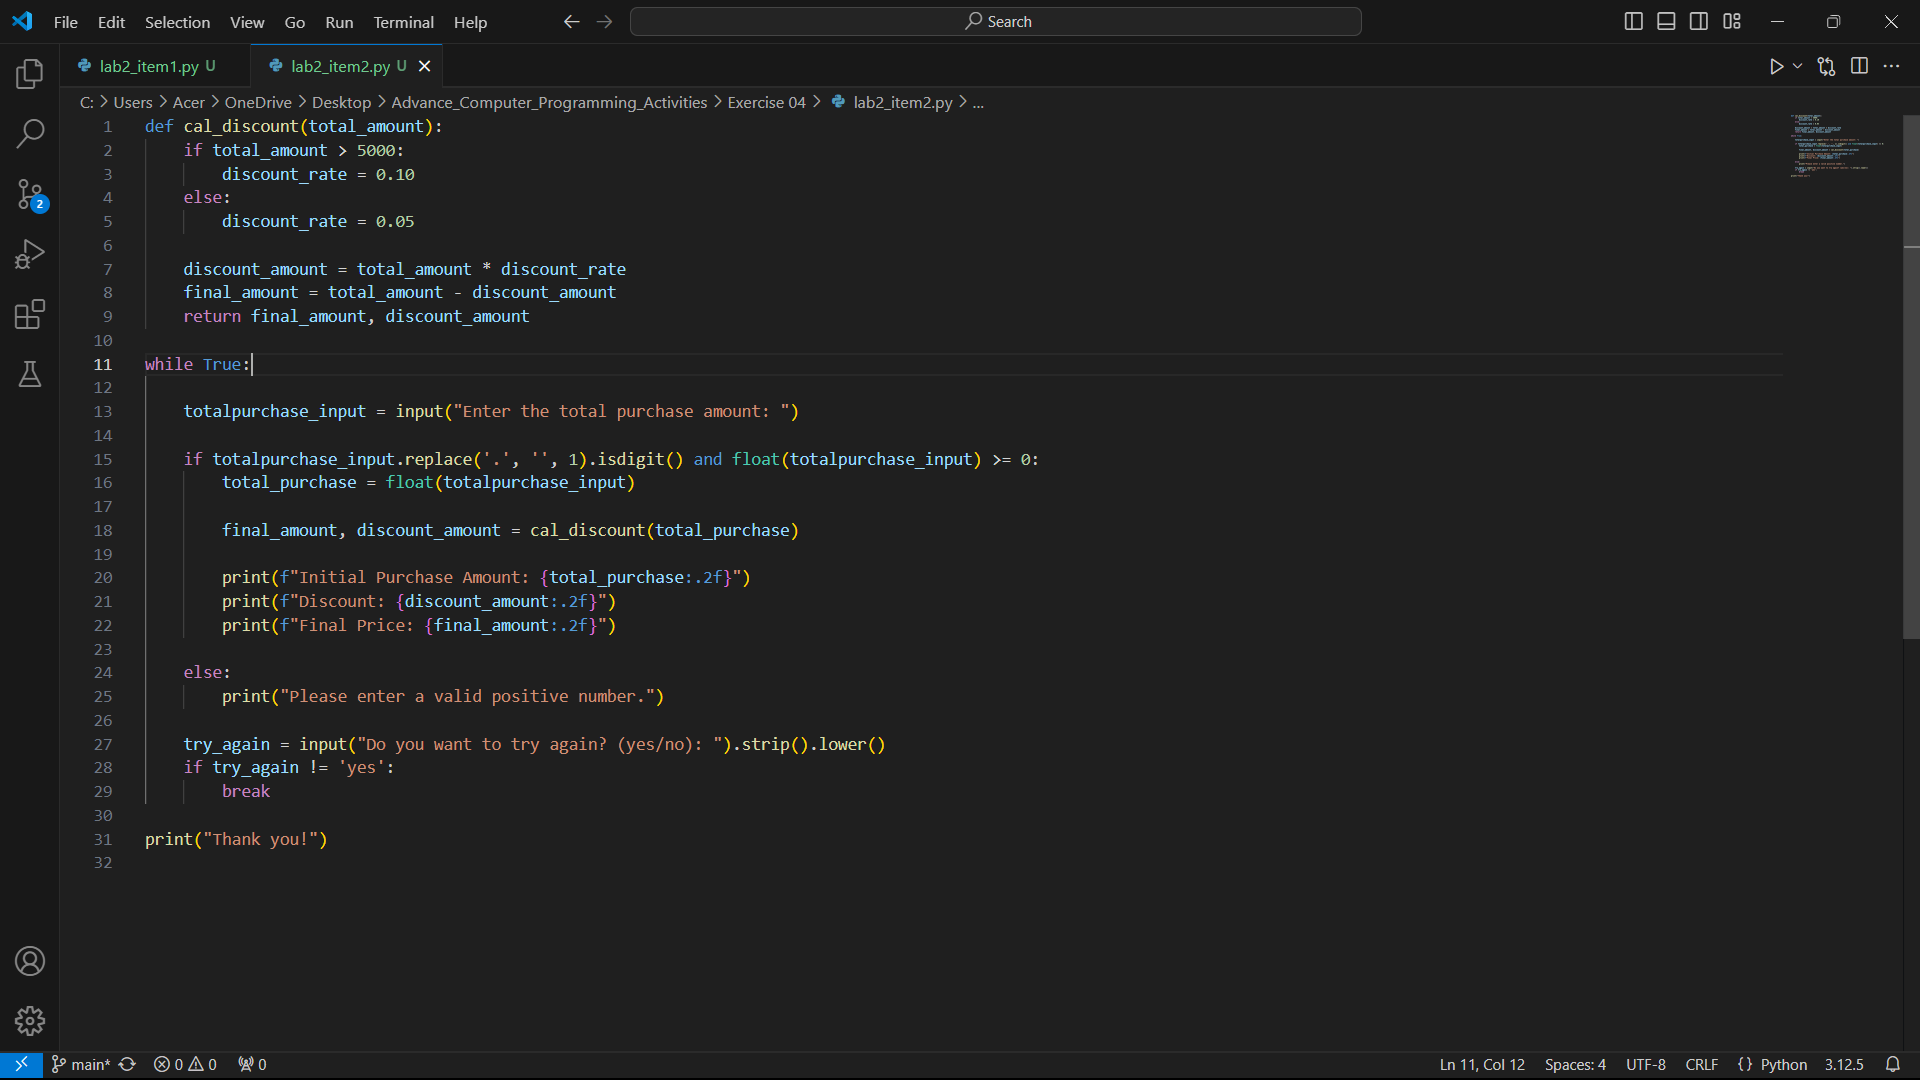 File Edit Selection View Go Run Terminal Help Search
lab2_item1.py U lab2_item2.py U
C: > Users > Acer > OneDrive > Desktop > Advance_Computer_Programming_Activities > Exercise 04 > lab2_item2.py > ...
1 def cal_discount(total_amount):
2 if total_amount > 5000:
3 discount_rate = 0.10
4 else:
5 discount_rate = 0.05
6
7 discount_amount = total_amount * discount_rate
8 final_amount = total_amount - discount_amount
9 return final_amount, discount_amount
10
11 while True:
12
13 totalpurchase_input = input("Enter the total purchase amount: ")
14
15 if totalpurchase_input.replace('.', '', 1).isdigit() and float(totalpurchase_input) >= 0:
16 total_purchase = float(totalpurchase_input)
17
18 final_amount, discount_amount = cal_discount(total_purchase)
19
20 print(f"Initial Purchase Amount: {total_purchase:.2f}")
21 print(f"Discount: {discount_amount:.2f}")
22 print(f"Final Price: {final_amount:.2f}")
23
24 else:
25 print("Please enter a valid positive number.")
26
27 try_again = input("Do you want to try again? (yes/no): ").strip().lower()
28 if try_again != 'yes':
29 break
30
31 print("Thank you!")
32
2
main* 0 0 0 Ln 11, Col 12 Spaces: 4 UTF-8 CRLF {} Python 3.12.5